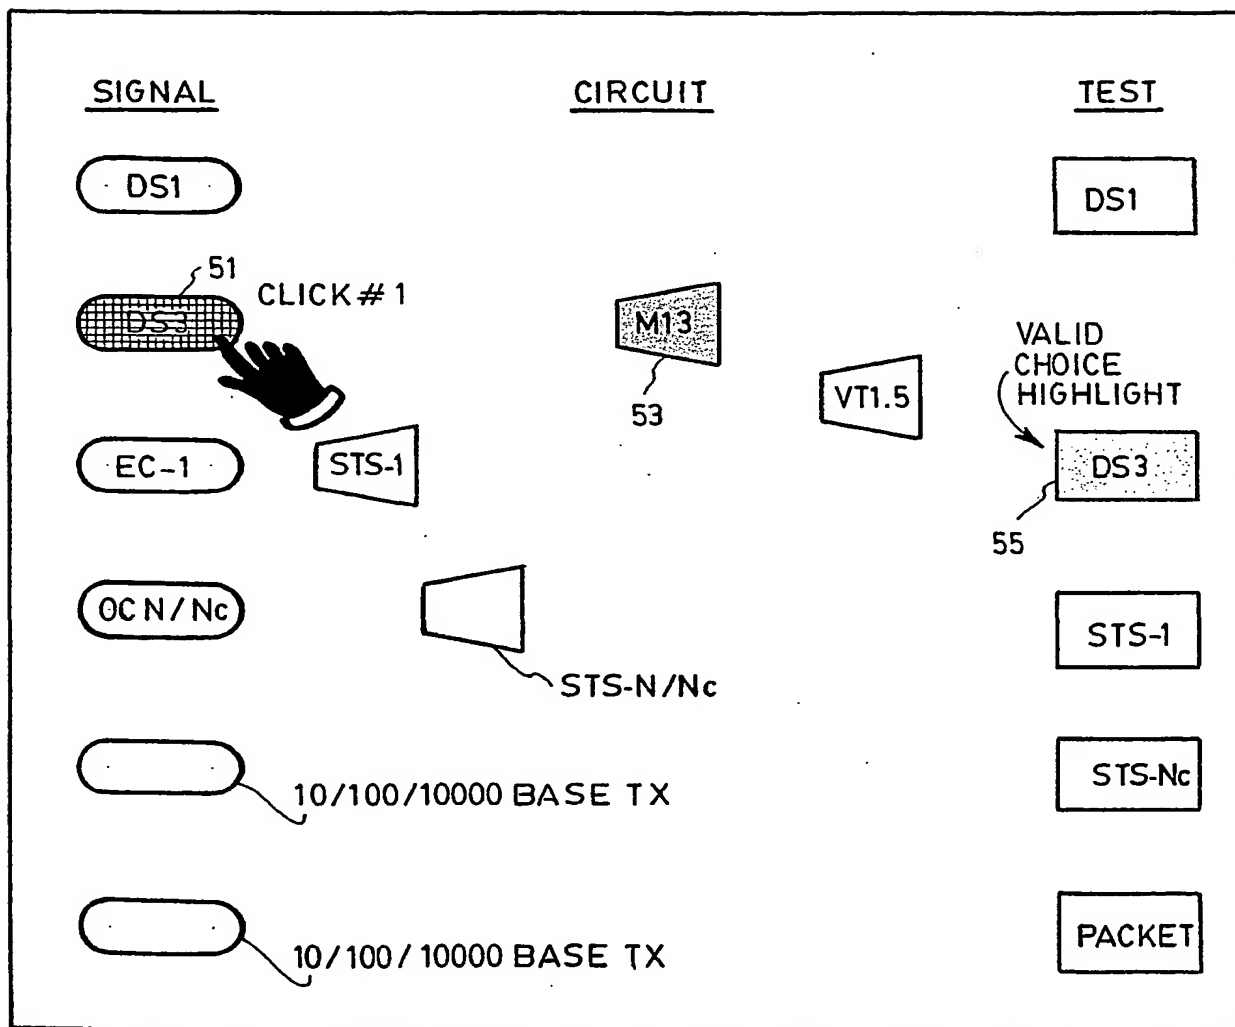 SIGNAL
CIRCUIT
TEST
DS1
DS1
51
CLICK # 1
DS3
M13
53
VT1.5
VALID
CHOICE
HIGHLIGHT
EC-1
STS-1
DS3
55
OC N/Nc
STS-N/Nc
STS-1
10/100/10000 BASE TX
STS-Nc
10/100/10000 BASE TX
PACKET